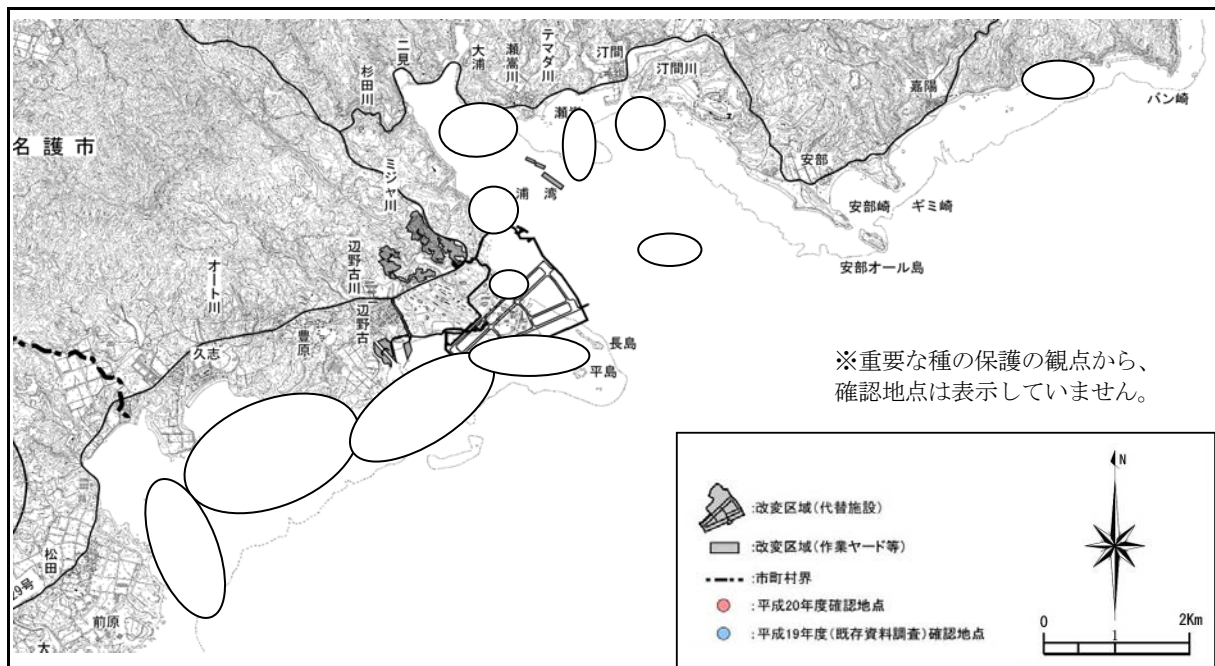 名護市
二見
杉田川
大浦
瀬嵩川
テマダ川
汀間
汀間川
嘉陽
バン崎
瀬嵩
安部
安部崎
ギミ崎
安部オール島
ミジャ川
浦湾
辺野古川
オート川
辺野古
豊原
久志
長島
平島
松田
29号
前原
大
※重要な種の保護の観点から、
確認地点は表示していません。
:改変区域(代替施設)
:改変区域(作業ヤード等)
:市町村界
:平成20年度確認地点
:平成19年度(既存資料調査)確認地点
N
0 1 2Km